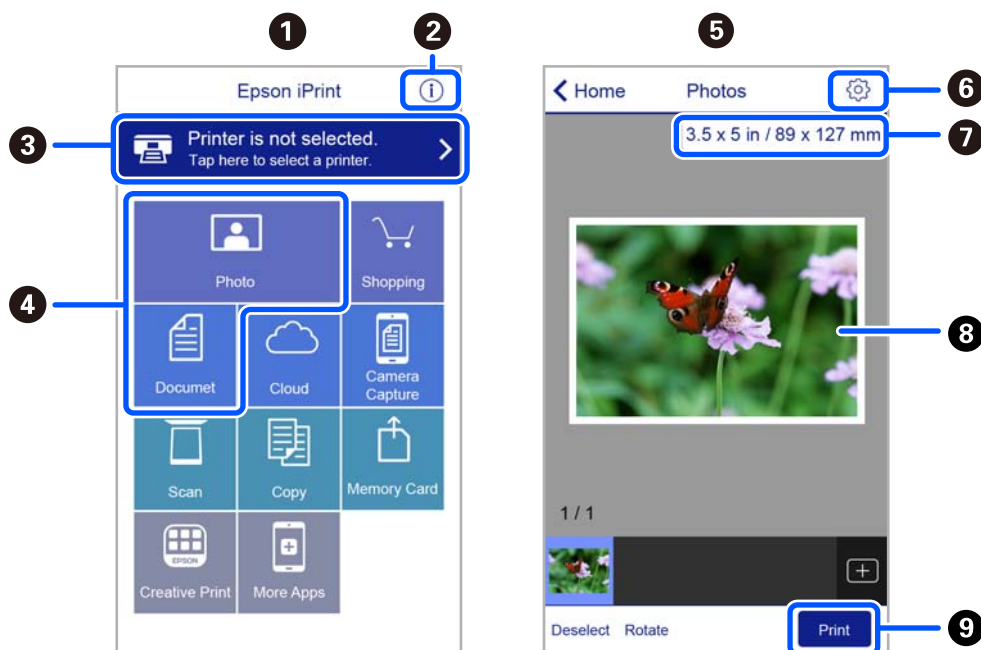 1
2
Epson iPrint
i
3
Printer is not selected.
Tap here to select a printer.
4
Photo
Shopping
Documet
Cloud
Camera
Capture
Scan
Copy
Memory Card
EPSON
Creative Print
More Apps
5
Home
Photos
6
3.5 x 5 in / 89 x 127 mm
7
8
1 / 1
Deselect
Rotate
Print
9